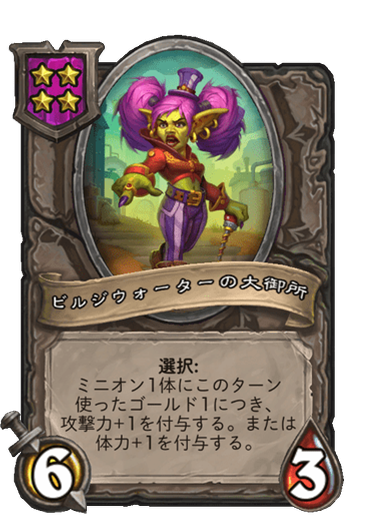 ビルジウォーターの大御所
選択:
ミニオン1体にこのターン
使ったゴールド1につき、
攻撃力+1を付与する。または
体力+1を付与する。
6
3